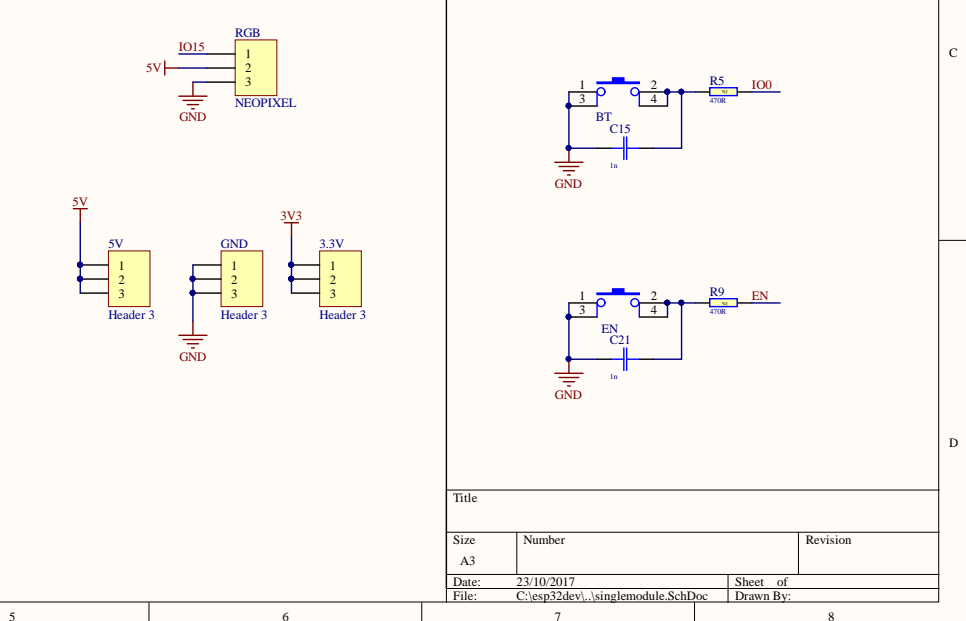 RGB
IO15
1
5V
2
3
NEOPIXEL
GND
5V
5V
1
2
3
Header 3
GND
1
2
3
Header 3
GND
3V3
3.3V
1
2
3
Header 3
1
2
3
4
BT
C15
1n
GND
R5
470R
IO0
1
2
3
4
EN
C21
1n
GND
R9
470R
EN
C
D
Title
Size
Number
Revision
A3
Date:
23/10/2017
Sheet of
File:
C:\esp32dev\..\singlemodule.SchDoc
Drawn By:
5
6
7
8